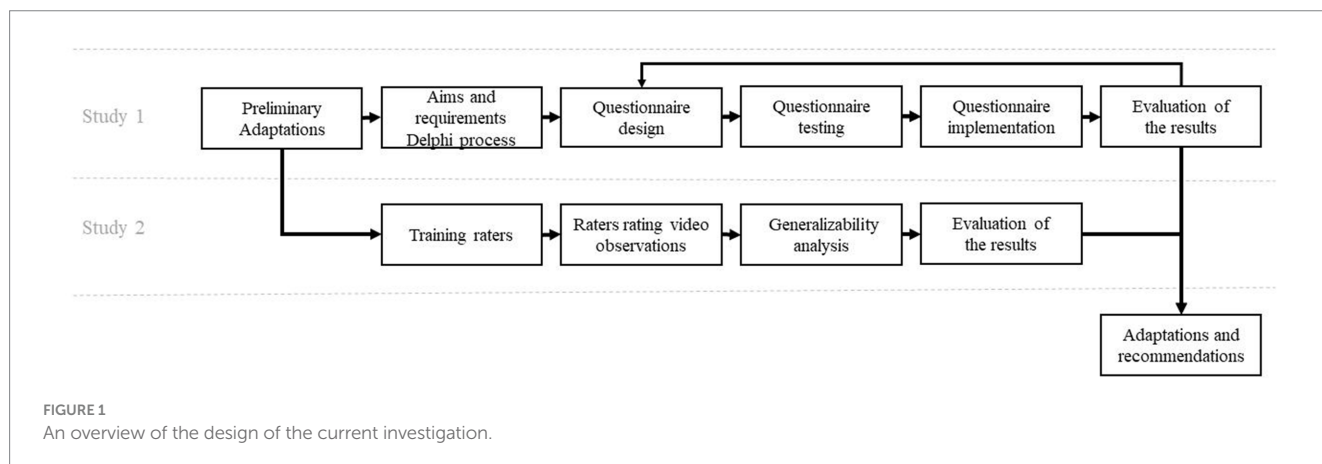 Study 1
Preliminary
Adaptations
Aims and
requirements
Delphi process
Questionnaire
design
Questionnaire
testing
Questionnaire
implementation
Evaluation of
the results
Study 2
Training raters
Raters rating video
observations
Generalizability
analysis
Evaluation of
the results
Adaptations and
recommendations
FIGURE 1
An overview of the design of the current investigation.